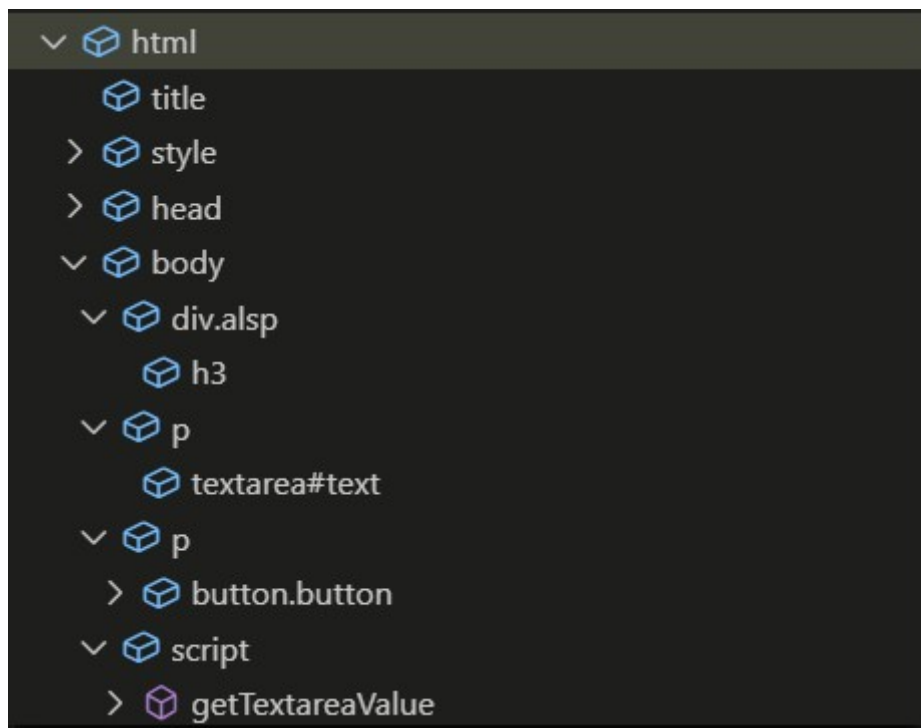 html
title
style
head
body
div.alsp
h3
p
textarea#text
p
button.button
script
getTextareaValue